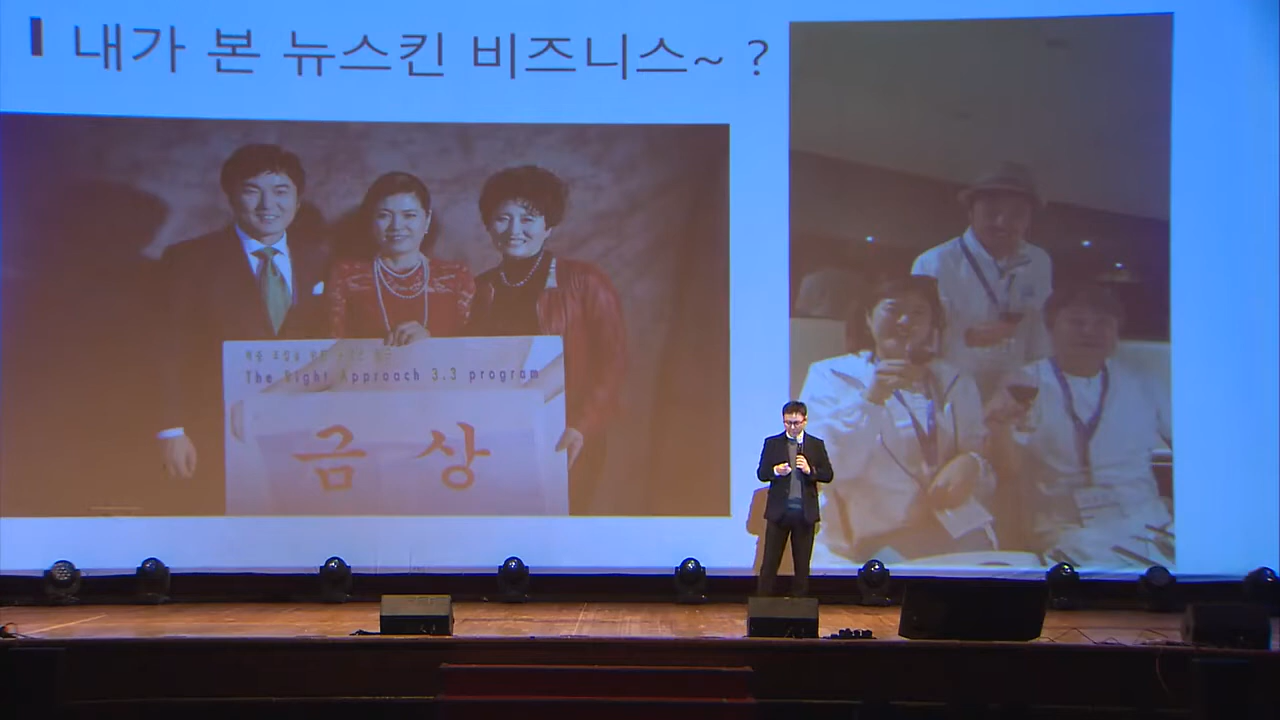 내가 본 뉴스킨 비즈니스~ ?
The Right Approach 3.3 program
금 상